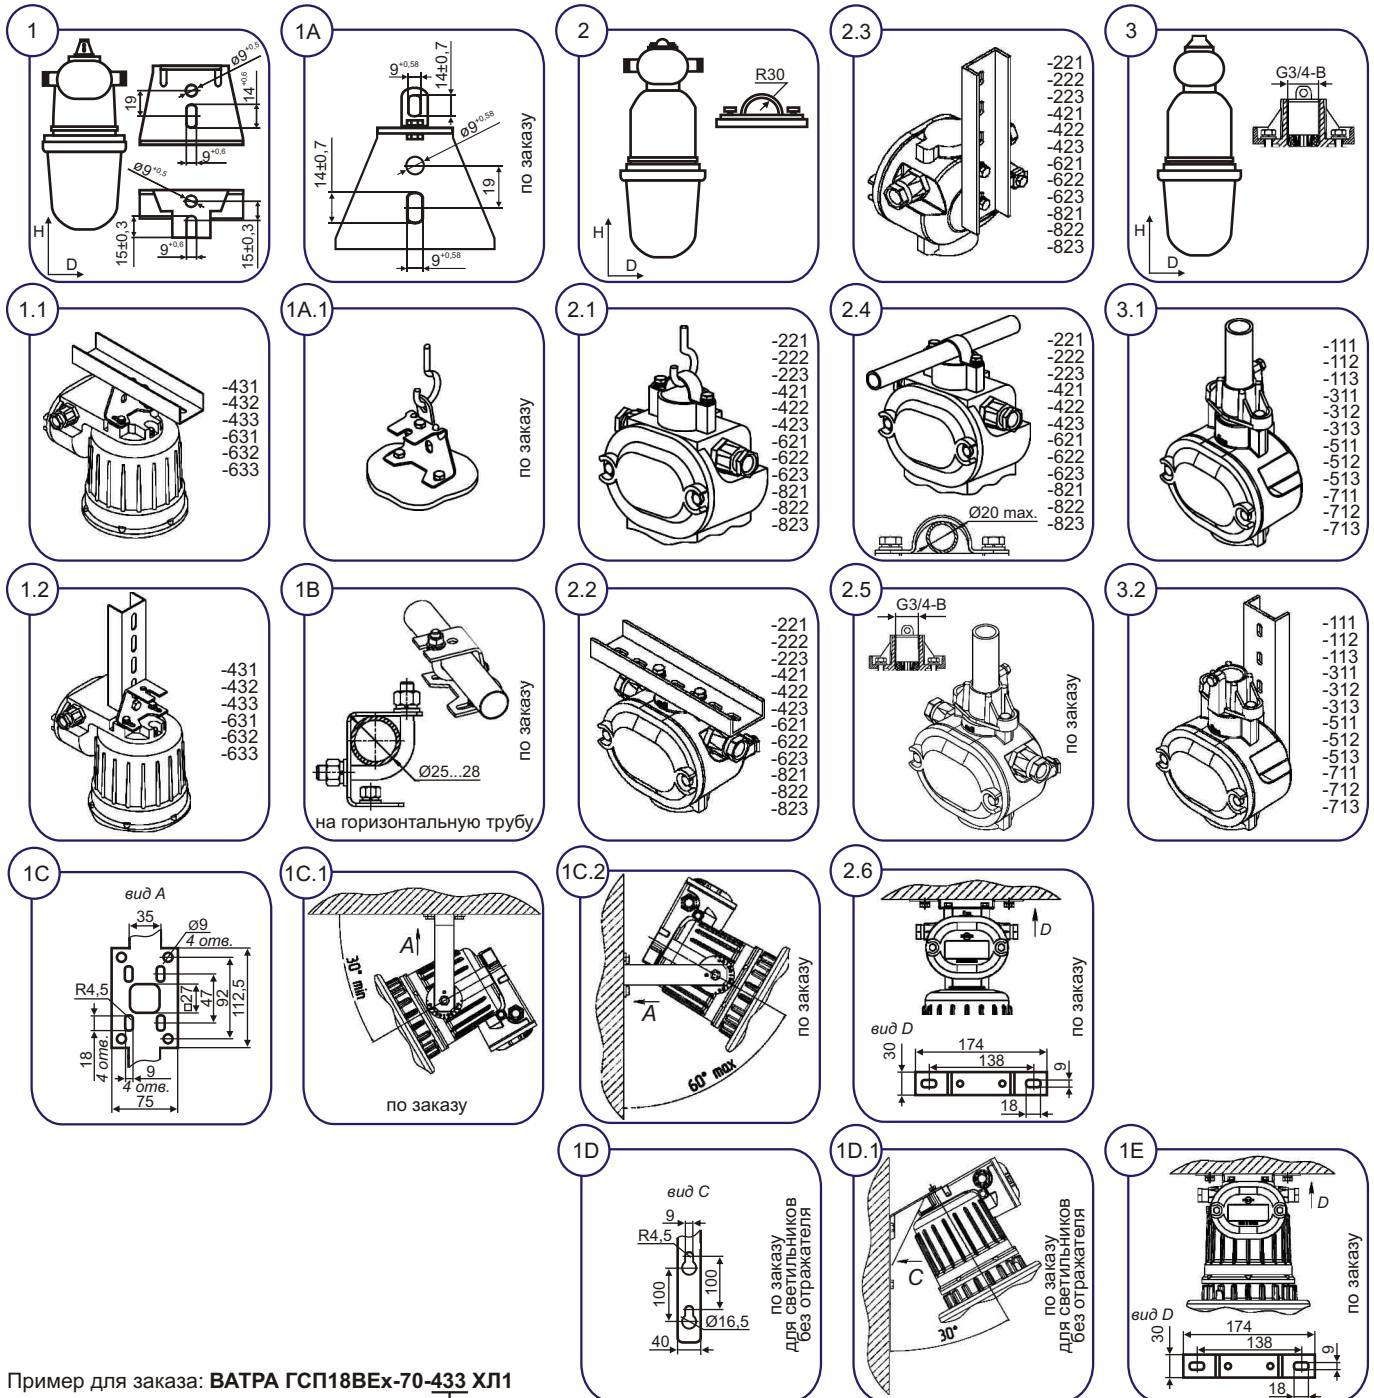 1
ø9+0,5
19
14+0,6
9+0,6
ø9+0,5
15±0,3
9+0,6
15±0,3
H
D
1A
9+0,58
14±0,7
ø9+0,58
14±0,7
19
9+0,58
по заказу
2
R30
H
D
2.3
-221
-222
-223
-421
-422
-423
-621
-622
-623
-821
-822
-823
3
G3/4-B
H
D
1.1
-431
-432
-433
-631
-632
-633
1A.1
по заказу
2.1
-221
-222
-223
-421
-422
-423
-621
-622
-623
-821
-822
-823
2.4
-221
-222
-223
-421
-422
-423
-621
-622
-623
-821
-822
-823
Ø20 max.
3.1
-111
-112
-113
-311
-312
-313
-511
-512
-513
-711
-712
-713
1.2
-431
-432
-433
-631
-632
-633
1B
Ø25...28
по заказу
на горизонтальную трубу
2.2
-221
-222
-223
-421
-422
-423
-621
-622
-623
-821
-822
-823
2.5
G3/4-B
по заказу
3.2
-111
-112
-113
-311
-312
-313
-511
-512
-513
-711
-712
-713
1C
вид A
35
Ø9
4 отв.
R4,5
□27
47
92
112,5
18
4 отв.
9
4 отв.
75
1C.1
30° min
A
по заказу
1C.2
A
60° max
по заказу
2.6
D
по заказу
вид D
174
138
30
9
18
1D
вид C
9
R4,5
100
100
Ø16,5
40
по заказу
для светильников
без отражателя
1D.1
C
30°
по заказу
для светильников
без отражателя
1E
D
по заказу
вид D
174
138
30
9
18
Пример для заказа: ВАТРА ГСП18ВЕх-70-433 ХЛ1